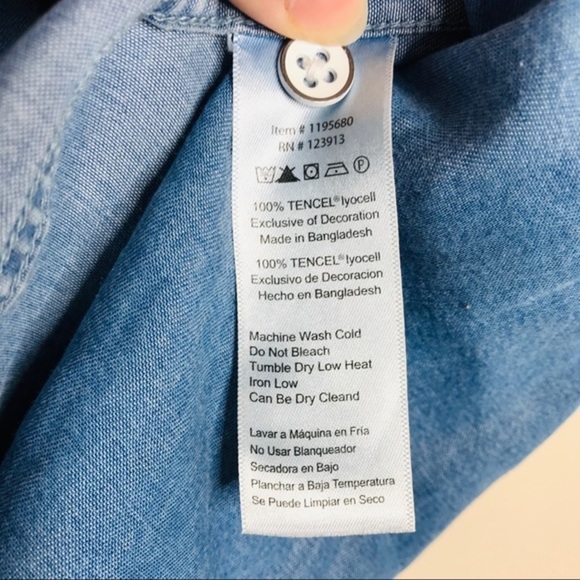 Item # 1195680
RN # 123913
P
100% TENCEL® lyocell
Exclusive of Decoration
Made in Bangladesh
100% TENCEL® lyocell
Exclusivo de Decoracion
Hecho en Bangladesh
Machine Wash Cold
Do Not Bleach
Tumble Dry Low Heat
Iron Low
Can Be Dry Cleand
Lavar a Máquina en Fria
No Usar Blanqueador
Secadora en Bajo
Planchar a Baja Temperatura
Se Puede Limpiar en Seco